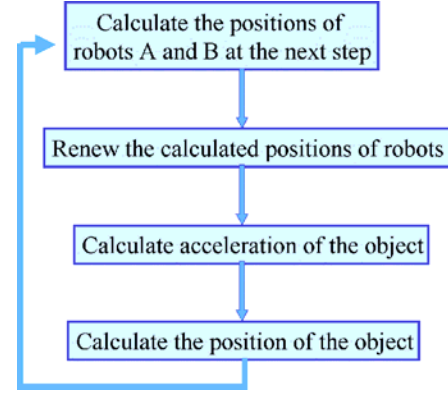 Calculate the positions of
robots A and B at the next step
Renew the calculated positions of robots
Calculate acceleration of the object
Calculate the position of the object